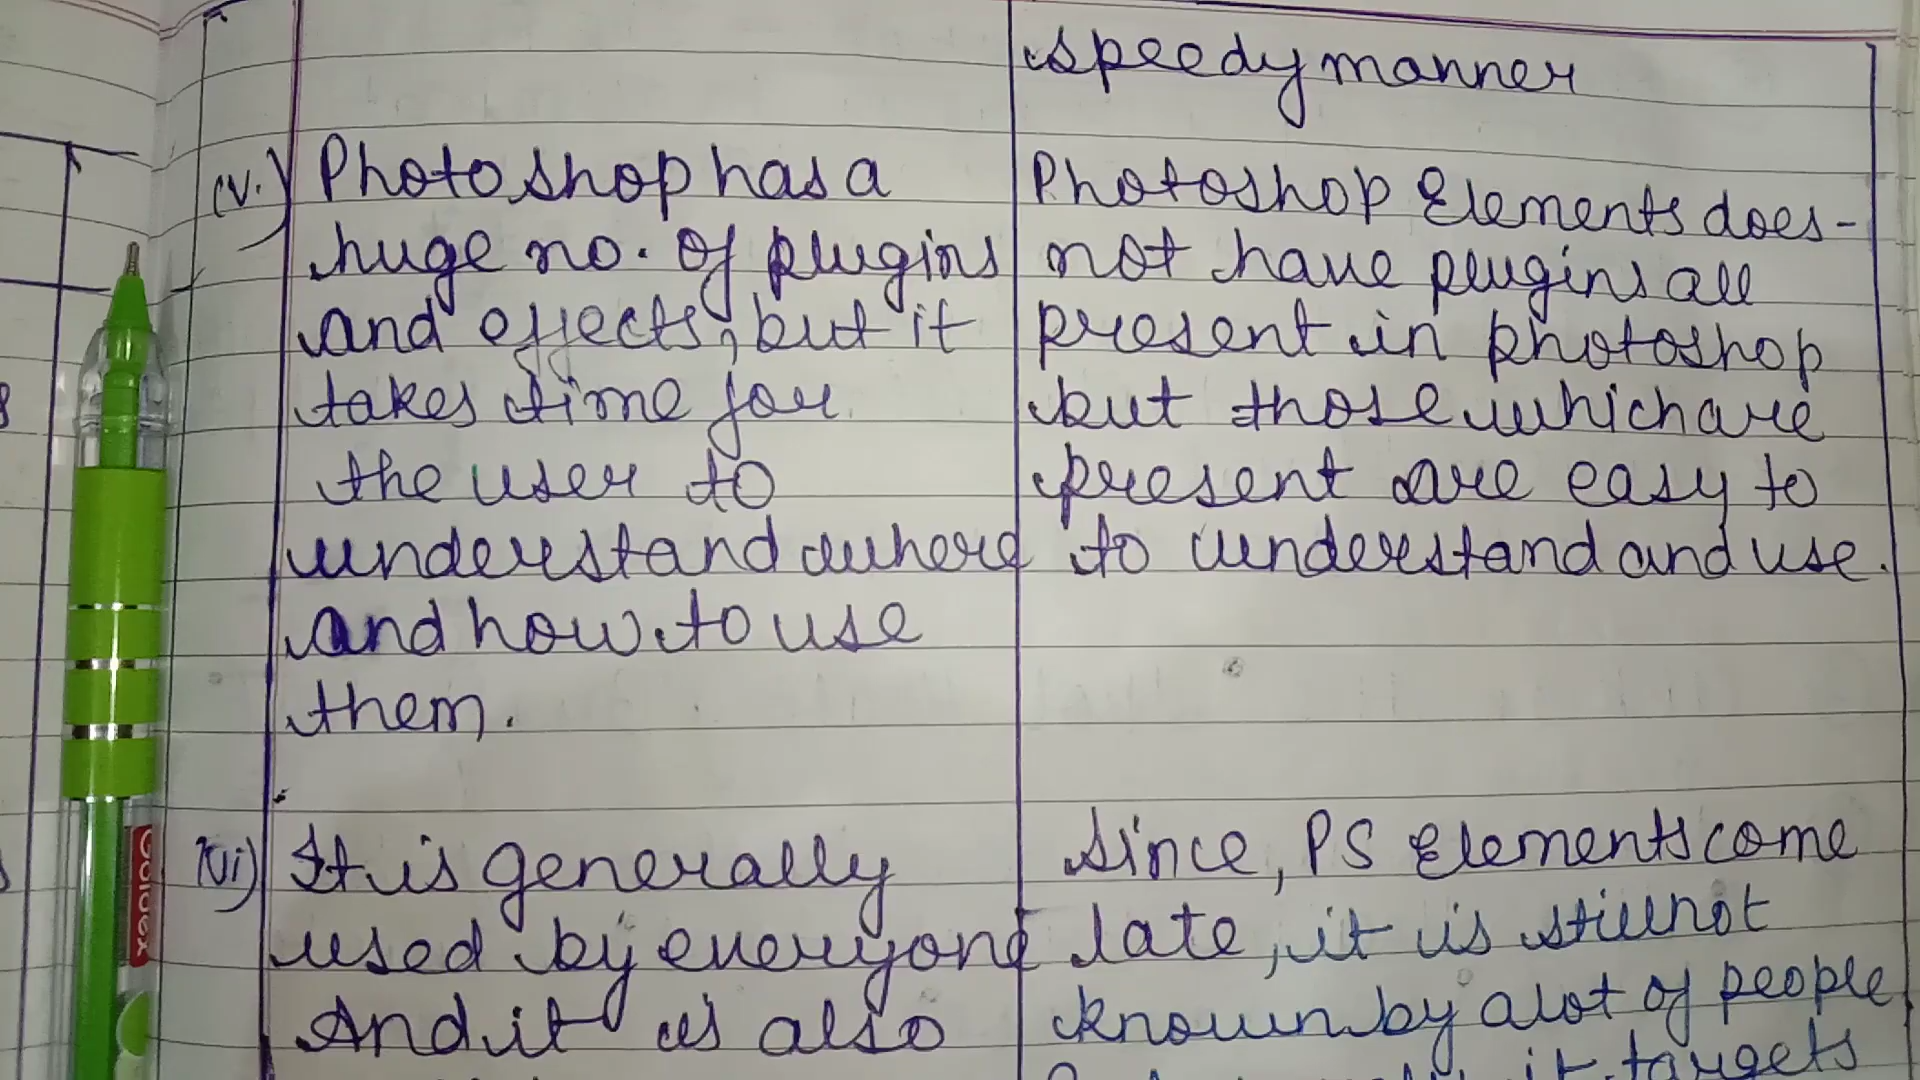 speedy manner
(v.) Photoshop has a
huge no. of plugins
and effects, but it
takes time for
the user to
understand where
and how to use
them.
Photoshop Elements does-
not have plugins all
present in photoshop
but those which are
present are easy to
to understand and use.
(vi) It is generally
used by everyone
And it is also
Since, PS Elements come
late, it is still not
known by a lot of people
it targets